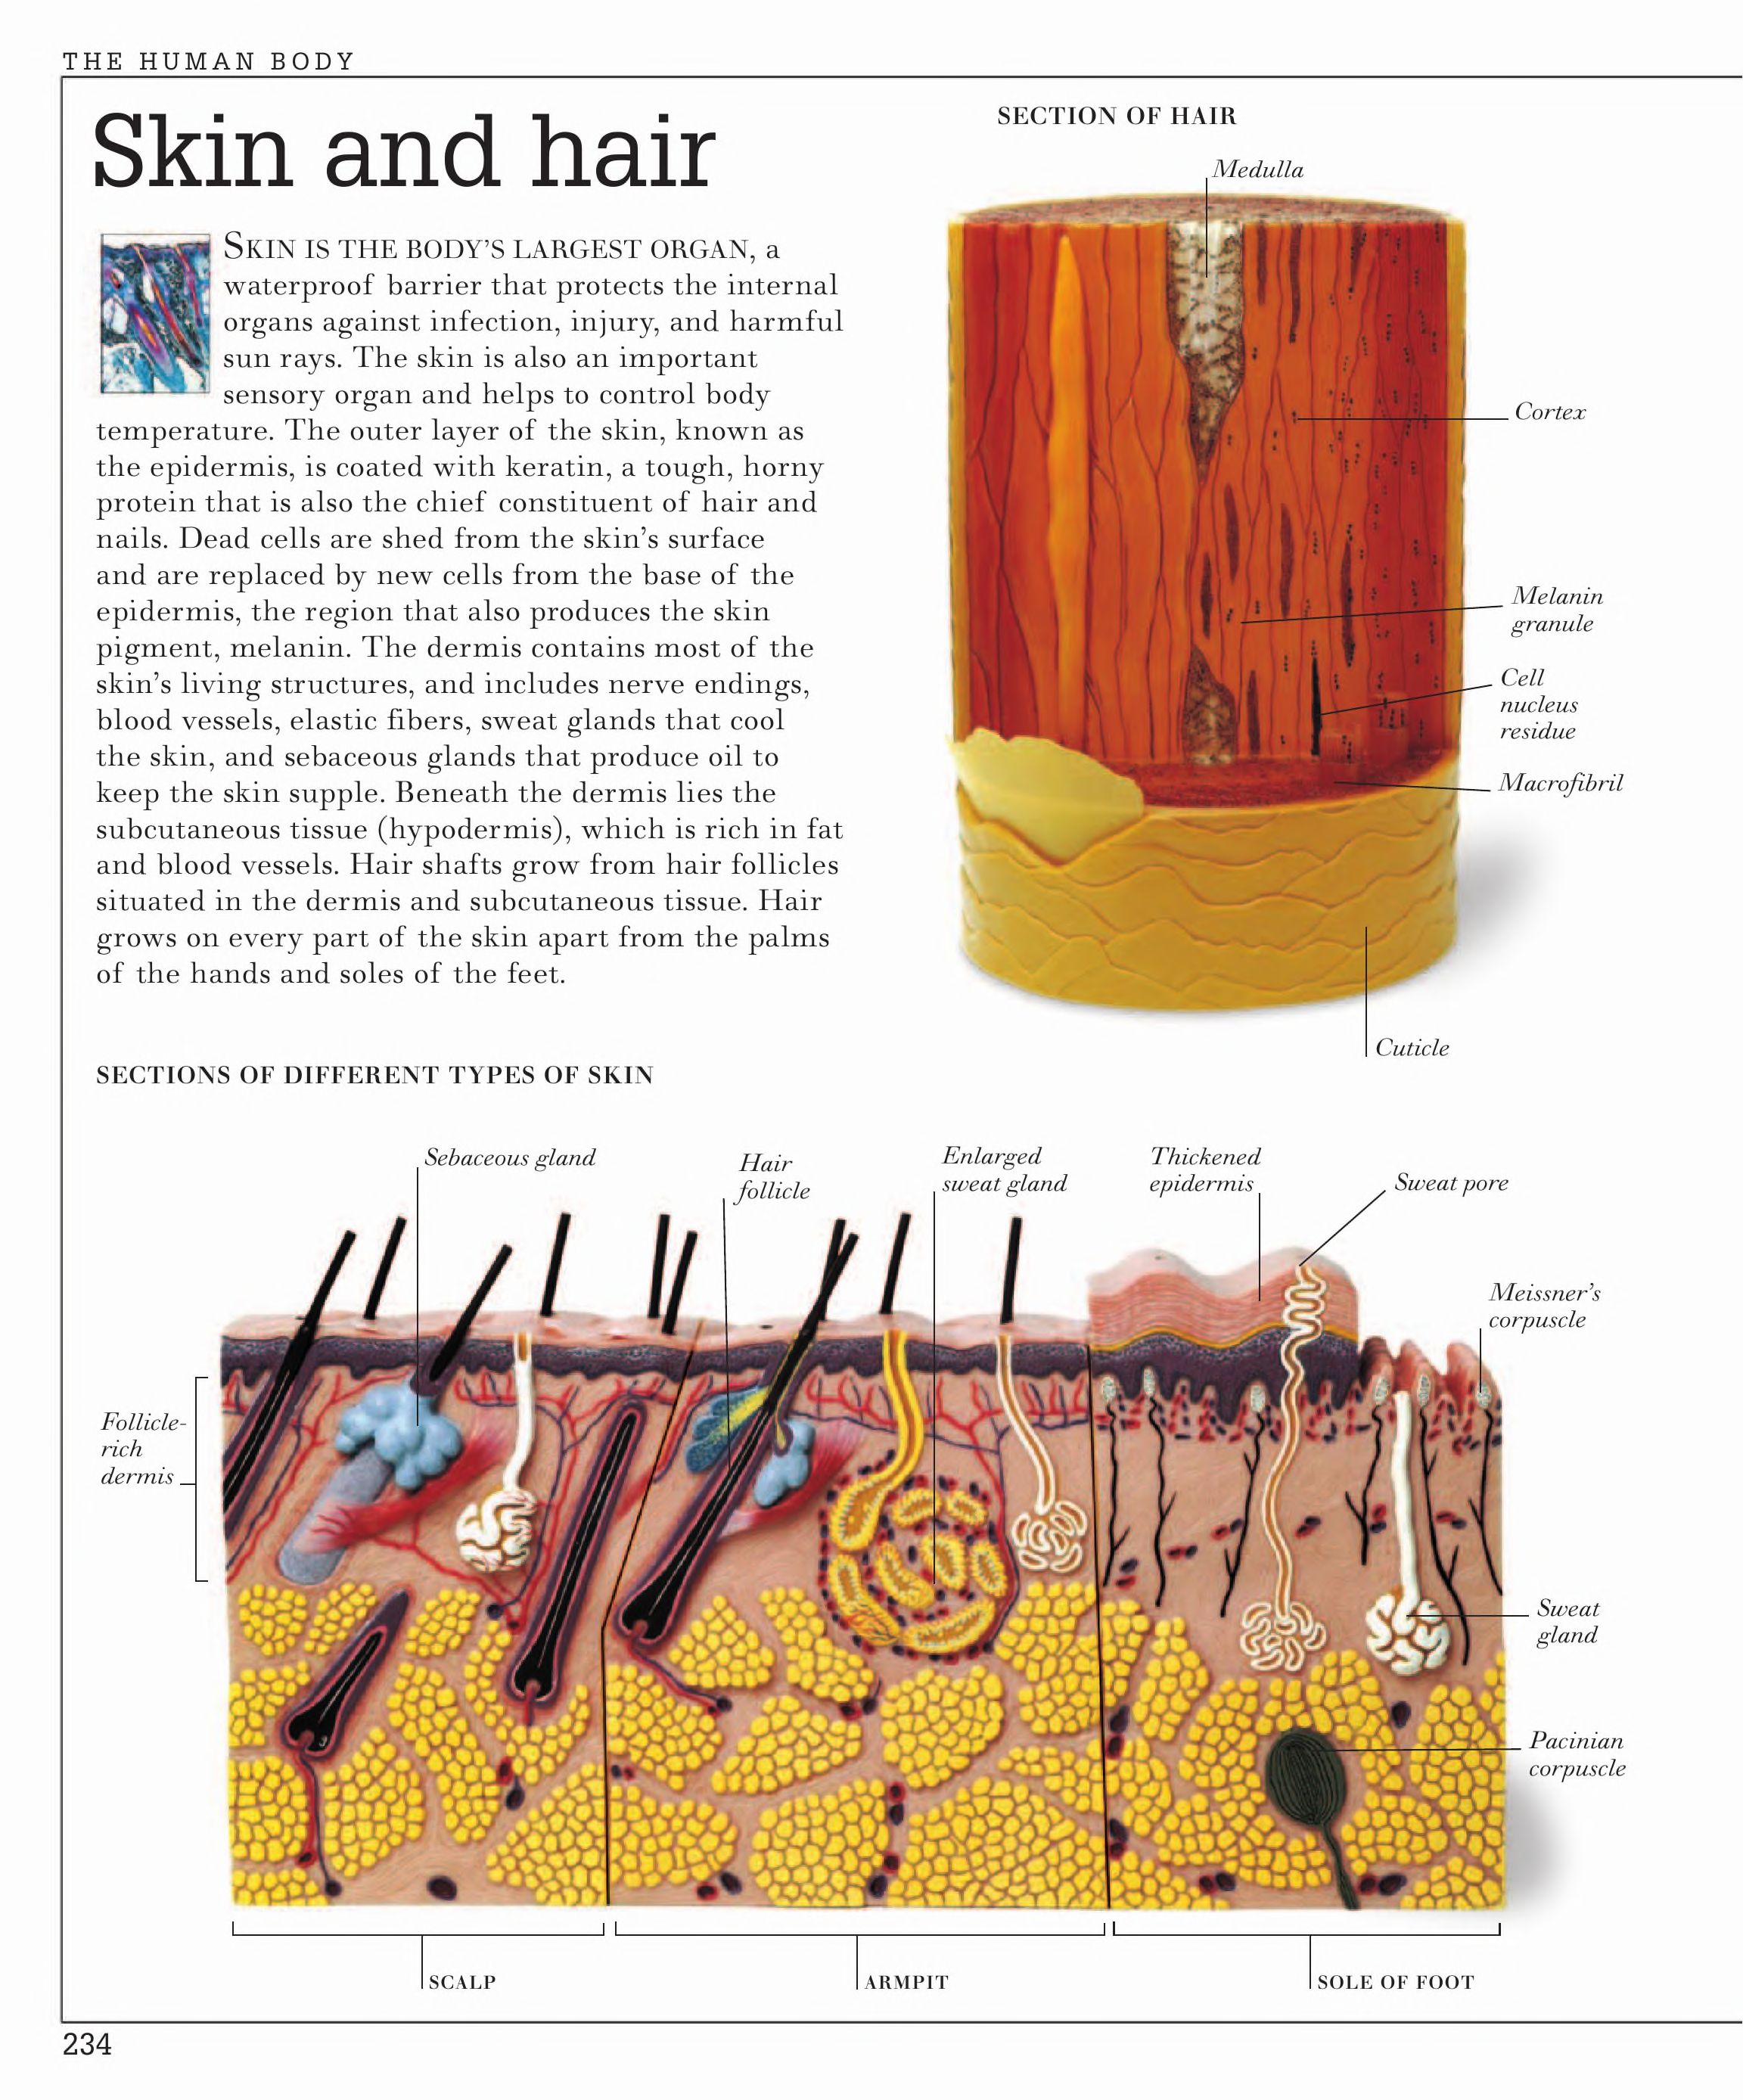 THE HUMAN BODY
Skin and hair
SKIN IS THE BODY’S LARGEST ORGAN, a
waterproof barrier that protects the internal
organs against infection, injury, and harmful
sun rays. The skin is also an important
sensory organ and helps to control body
temperature. The outer layer of the skin, known as
the epidermis, is coated with keratin, a tough, horny
protein that is also the chief constituent of hair and
nails. Dead cells are shed from the skin’s surface
and are replaced by new cells from the base of the
epidermis, the region that also produces the skin
pigment, melanin. The dermis contains most of the
skin’s living structures, and includes nerve endings,
blood vessels, elastic fibers, sweat glands that cool
the skin, and sebaceous glands that produce oil to
keep the skin supple. Beneath the dermis lies the
subcutaneous tissue (hypodermis), which is rich in fat
and blood vessels. Hair shafts grow from hair follicles
situated in the dermis and subcutaneous tissue. Hair
grows on every part of the skin apart from the palms
of the hands and soles of the feet.
SECTION OF HAIR
Medulla
Cortex
Melanin
granule
Cell
nucleus
residue
Macrofibril
Cuticle
SECTIONS OF DIFFERENT TYPES OF SKIN
Sebaceous gland
Hair
follicle
Enlarged
sweat gland
Thickened
epidermis
Sweat pore
Meissner’s
corpuscle
Follicle-
rich
dermis
Sweat
gland
Pacinian
corpuscle
SCALP
ARMPIT
SOLE OF FOOT
234